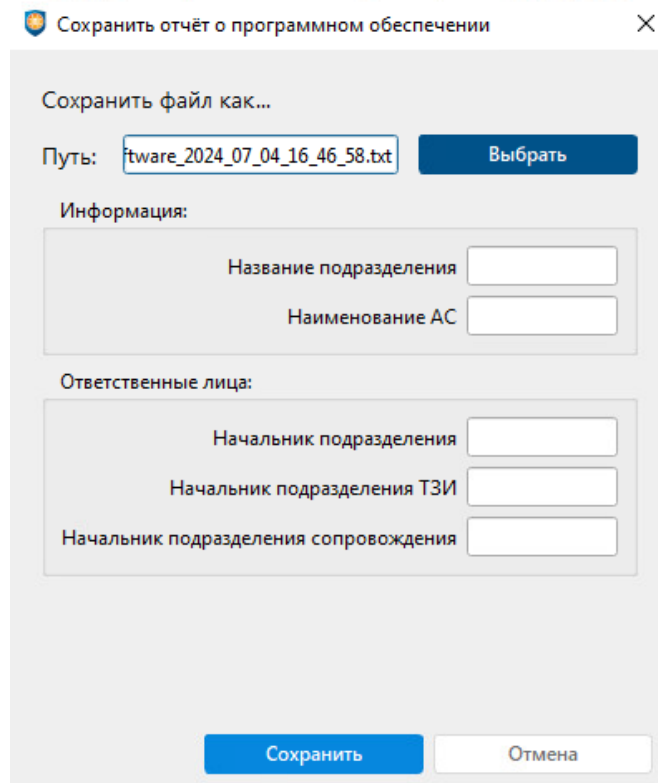 Сохранить отчёт о программном обеспечении
Сохранить файл как...
Путь: ftware_2024_07_04_16_46_58.txt Выбрать
Информация:
Название подразделения
Наименование АС
Ответственные лица:
Начальник подразделения
Начальник подразделения ТЗИ
Начальник подразделения сопровождения
Сохранить Отмена